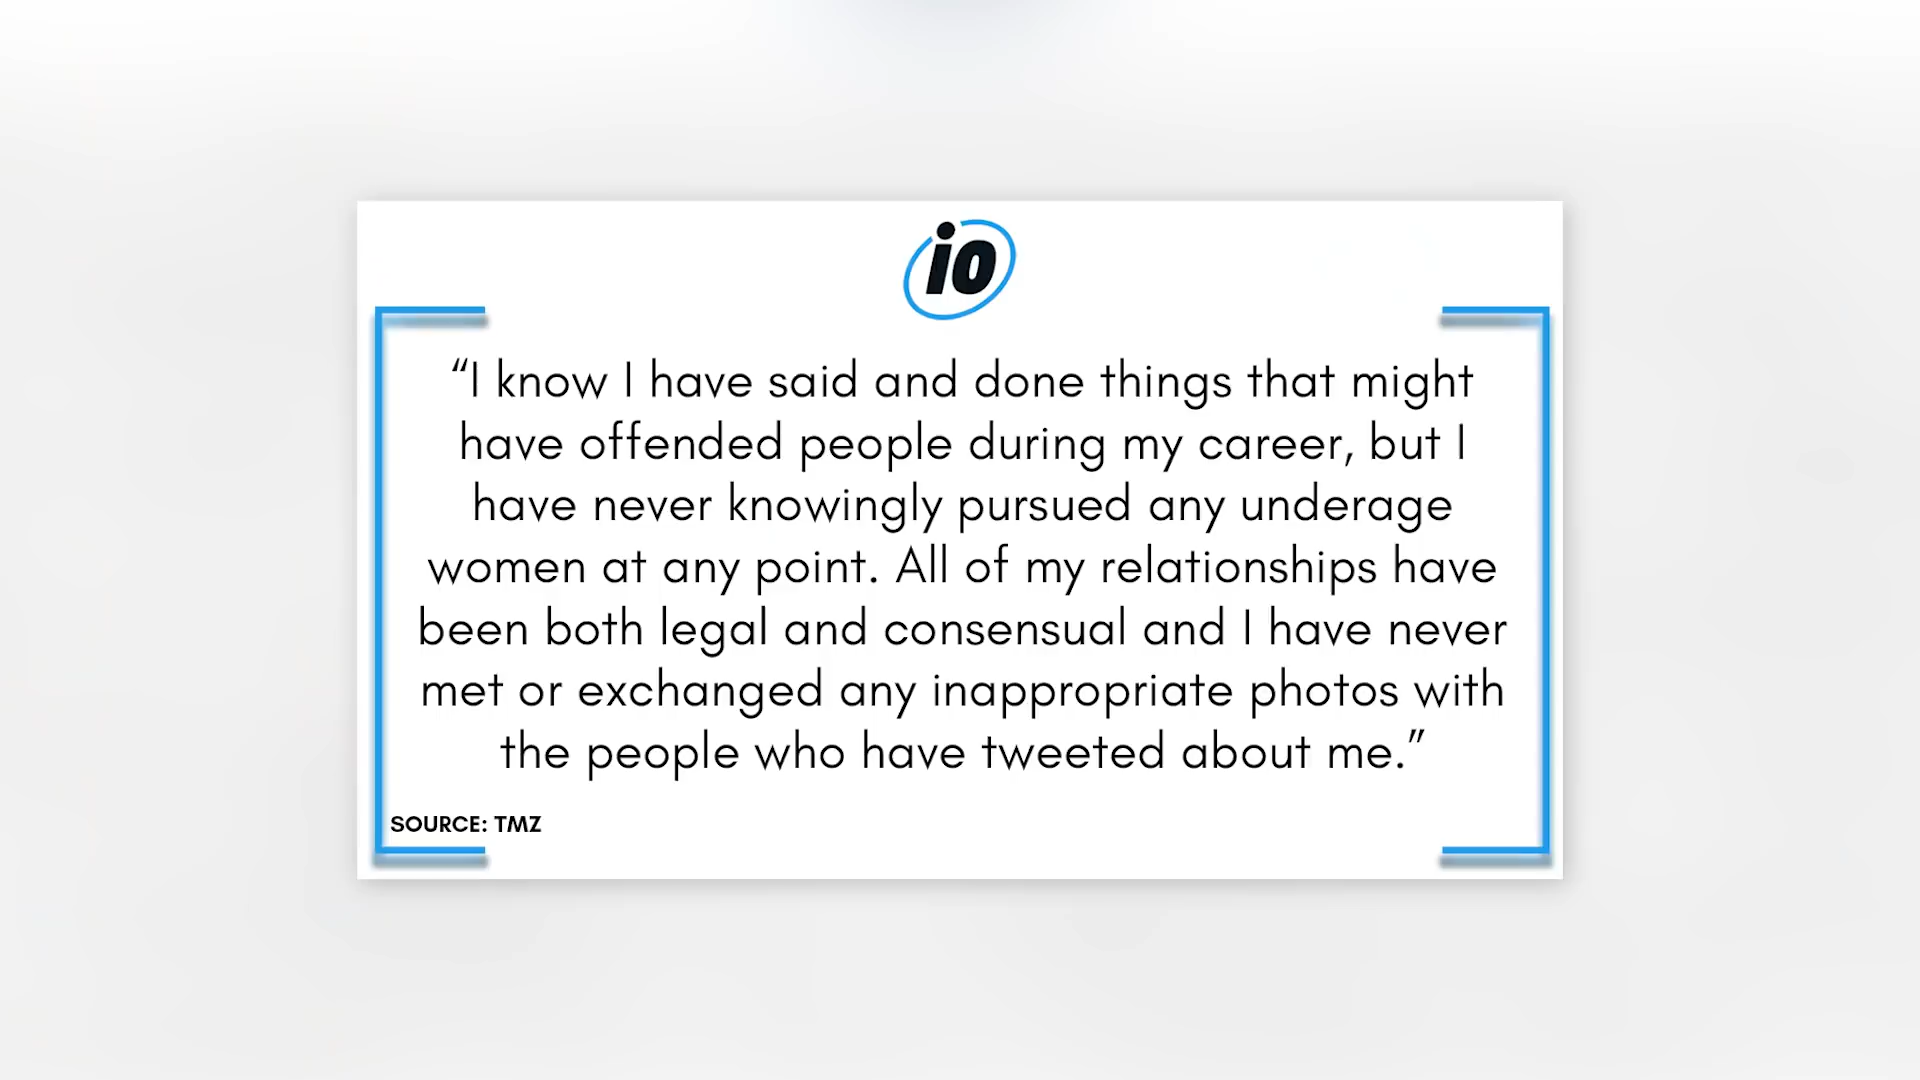 io
“I know I have said and done things that might
have offended people during my career, but I
have never knowingly pursued any underage
women at any point. All of my relationships have
been both legal and consensual and I have never
met or exchanged any inappropriate photos with
the people who have tweeted about me.”
SOURCE: TMZ